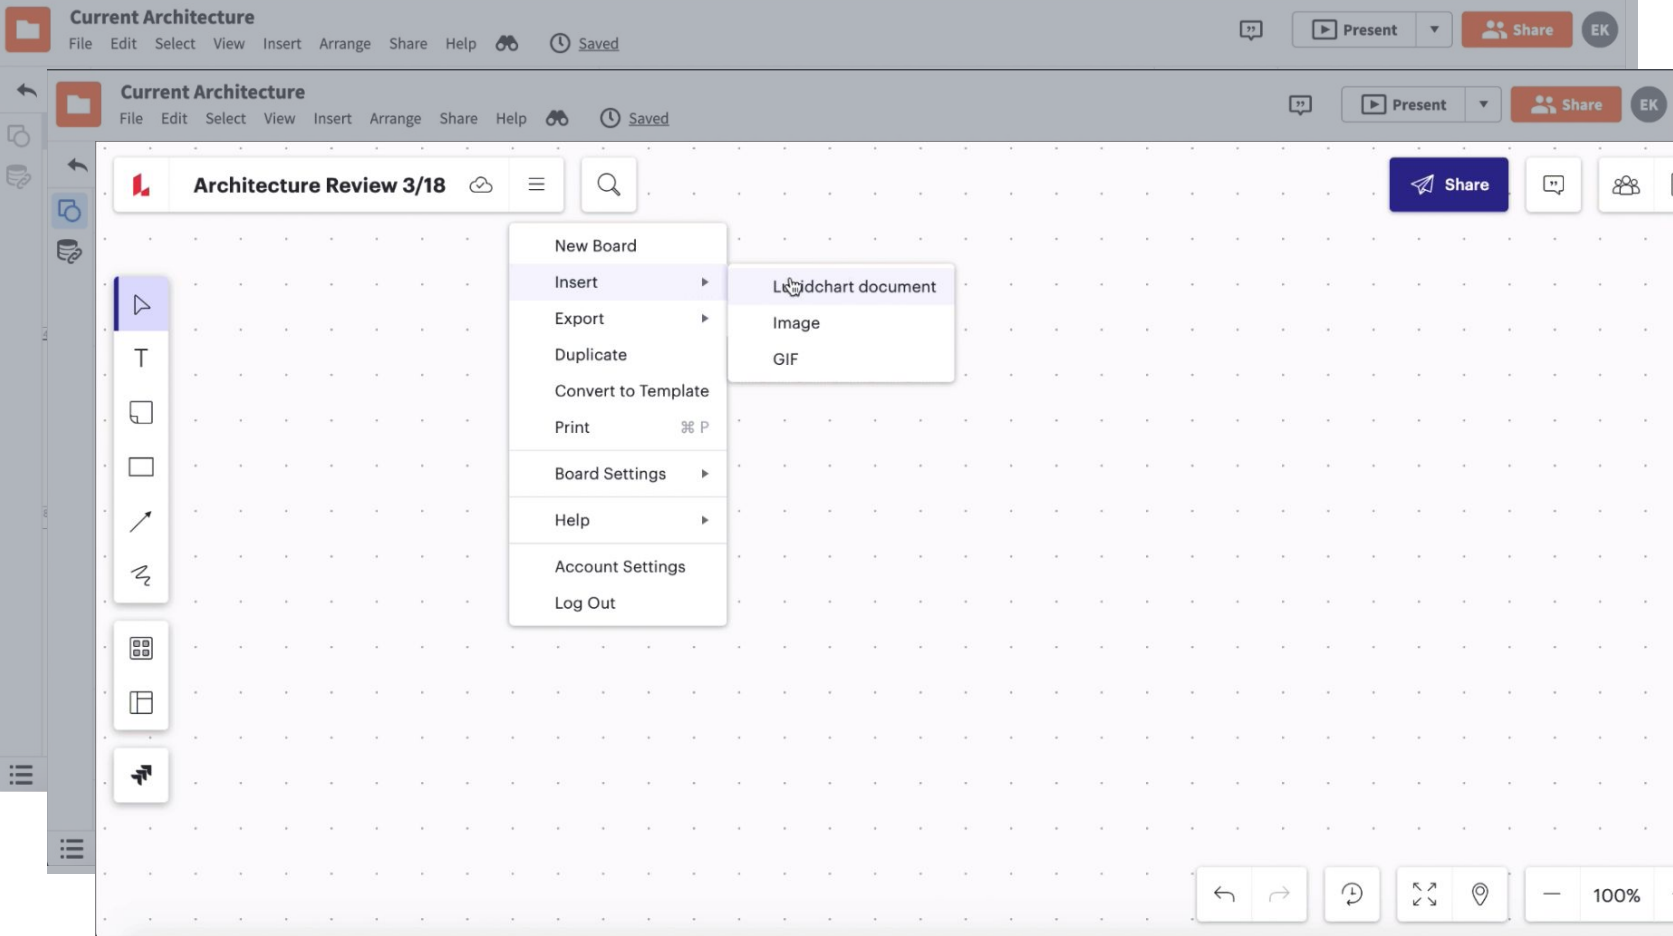 Current Architecture
File Edit Select View Insert Arrange Share Help Saved
Present Share EK
Current Architecture
File Edit Select View Insert Arrange Share Help Saved
Present Share EK
Architecture Review 3/18
Share
T
New Board
Insert
Export
Duplicate
Convert to Template
Print ⌘ P
Board Settings
Help
Account Settings
Log Out
Lucidchart document
Image
GIF
100%